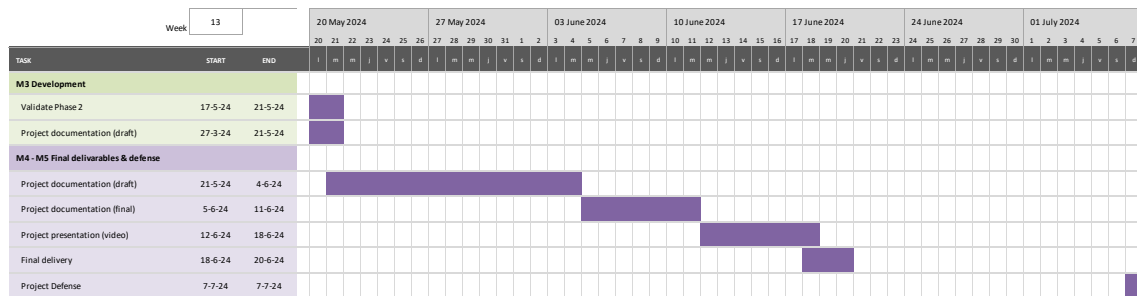 Week 13 20 May 2024 27 May 2024 03 June 2024 10 June 2024 17 June 2024 24 June 2024 01 July 2024
20 21 22 23 24 25 26 27 28 29 30 31 1 2 3 4 5 6 7 8 9 10 11 12 13 14 15 16 17 18 19 20 21 22 23 24 25 26 27 28 29 30 1 2 3 4 5 6 7
TASK START END l m m j v s d l m m j v s d l m m j v s d l m m j v s d l m m j v s d l m m j v s d l m m j v s d
M3 Development
Validate Phase 2 17-5-24 21-5-24
Project documentation (draft) 27-3-24 21-5-24
M4 - M5 Final delivarables & defense
Project documentation (draft) 21-5-24 4-6-24
Project documentation (final) 5-6-24 11-6-24
Project presentation (video) 12-6-24 18-6-24
Final delivery 18-6-24 20-6-24
Project Defense 7-7-24 7-7-24